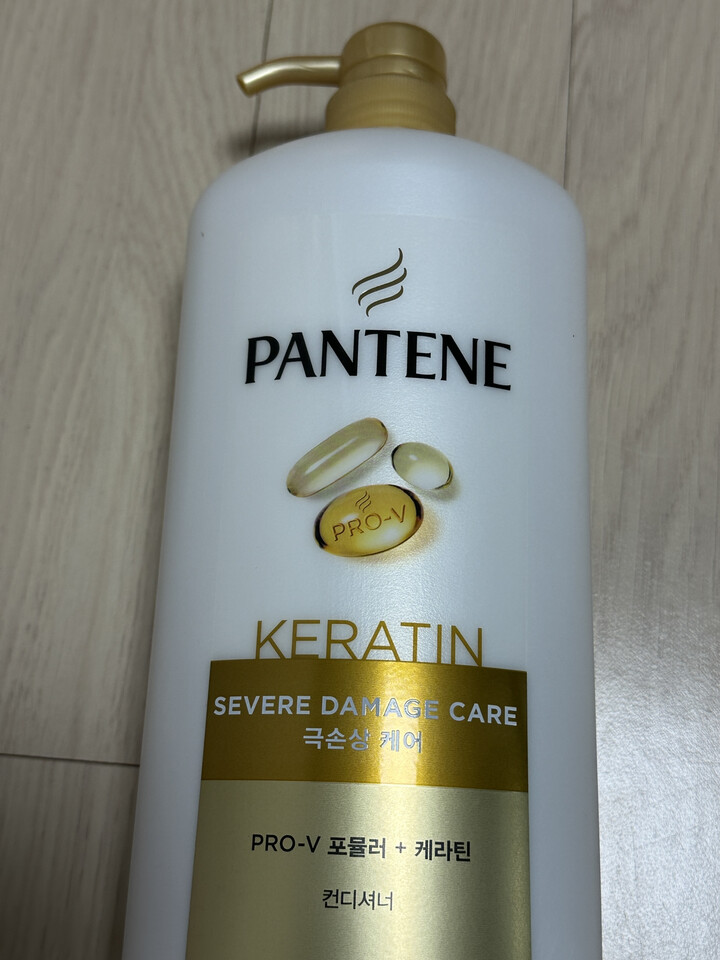 PANTENE
PRO-V
KERATIN
SEVERE DAMAGE CARE
극손상 케어
PRO-V 포뮬러 + 케라틴
컨디셔너